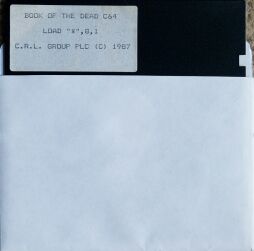 BOOK OF THE DEAD C64
LOAD "*",8,1
C.R.L. GROUP PLC (C) 1987